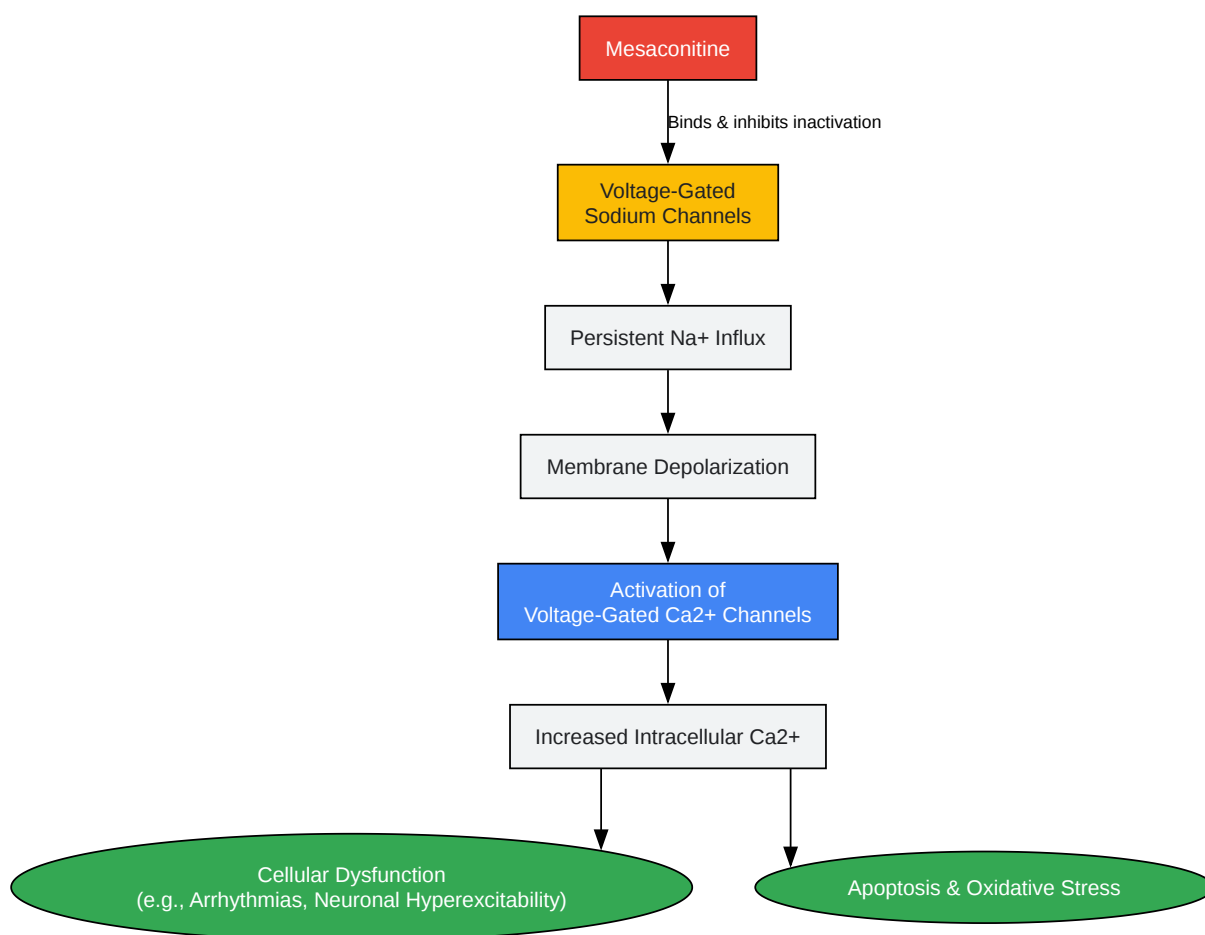 Mesaconitine
Binds & inhibits inactivation
Voltage-Gated
Sodium Channels
Persistent Na+ Influx
Membrane Depolarization
Activation of
Voltage-Gated Ca2+ Channels
Increased Intracellular Ca2+
Cellular Dysfunction
(e.g., Arrhythmias, Neuronal Hyperexcitability)
Apoptosis & Oxidative Stress